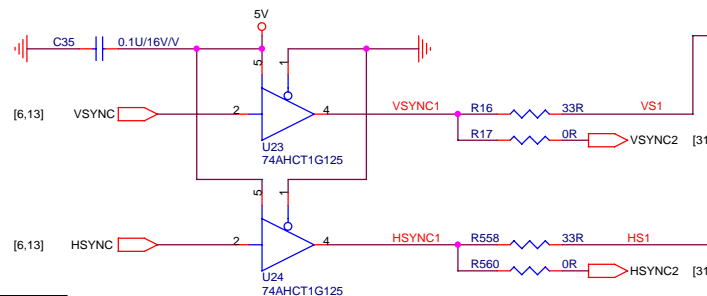 5V
C35 0.1U/16V/V
5 1
[6,13] VSYNC 2 4 VSYNC1 R16 33R VS1
R17 0R VSYNC2 [31
U23
74AHCT1G125
5 1
[6,13] HSYNC 2 4 HSYNC1 R558 33R HS1
R560 0R HSYNC2 [31
U24
74AHCT1G125